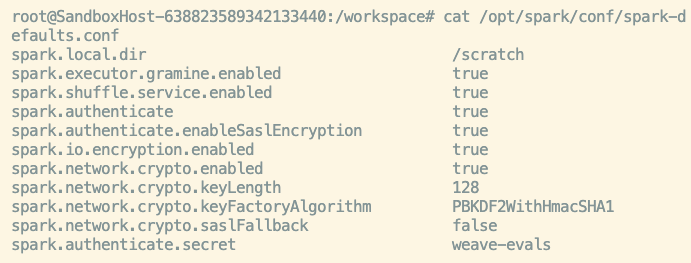 root@SandboxHost-638823589342133440:/workspace# cat /opt/spark/conf/spark-d
efaults.conf
spark.local.dir /scratch
spark.executor.gramine.enabled true
spark.shuffle.service.enabled true
spark.authenticate true
spark.authenticate.enableSaslEncryption true
spark.io.encryption.enabled true
spark.network.crypto.enabled true
spark.network.crypto.keyLength 128
spark.network.crypto.keyFactoryAlgorithm PBKDF2WithHmacSHA1
spark.network.crypto.saslFallback false
spark.authenticate.secret weave-evals